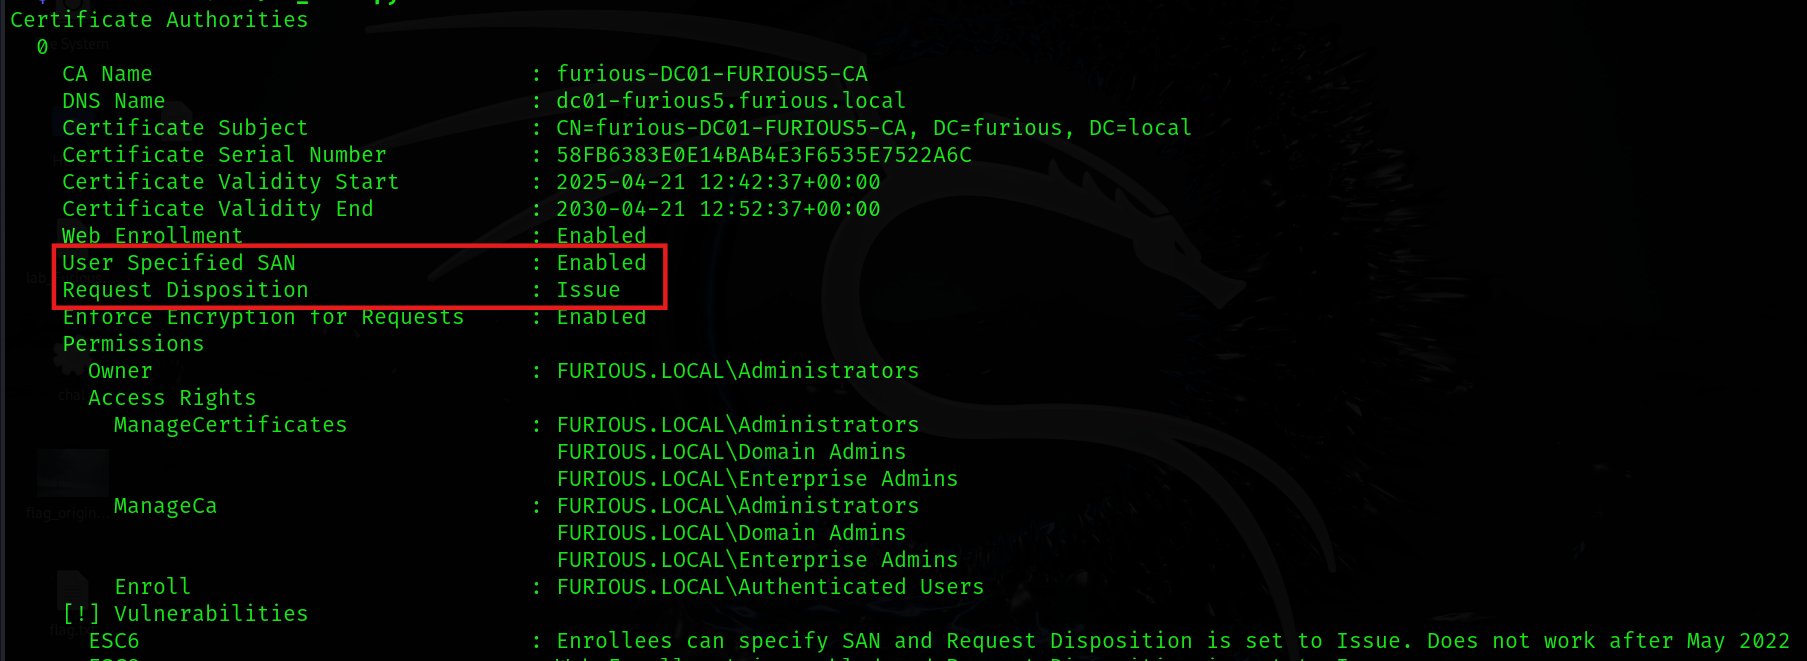 Certificate Authorities
0
CA Name : furious-DC01-FURIOUS5-CA
DNS Name : dc01-furious5.furious.local
Certificate Subject : CN=furious-DC01-FURIOUS5-CA, DC=furious, DC=local
Certificate Serial Number : 58FB6383E0E14BAB4E3F6535E7522A6C
Certificate Validity Start : 2025-04-21 12:42:37+00:00
Certificate Validity End : 2030-04-21 12:52:37+00:00
Web Enrollment : Enabled
User Specified SAN : Enabled
Request Disposition : Issue
Enforce Encryption for Requests : Enabled
Permissions
Owner : FURIOUS.LOCAL\Administrators
Access Rights
ManageCertificates : FURIOUS.LOCAL\Administrators
FURIOUS.LOCAL\Domain Admins
FURIOUS.LOCAL\Enterprise Admins
ManageCa : FURIOUS.LOCAL\Administrators
FURIOUS.LOCAL\Domain Admins
FURIOUS.LOCAL\Enterprise Admins
Enroll : FURIOUS.LOCAL\Authenticated Users
[!] Vulnerabilities
ESC6 : Enrollees can specify SAN and Request Disposition is set to Issue. Does not work after May 2022